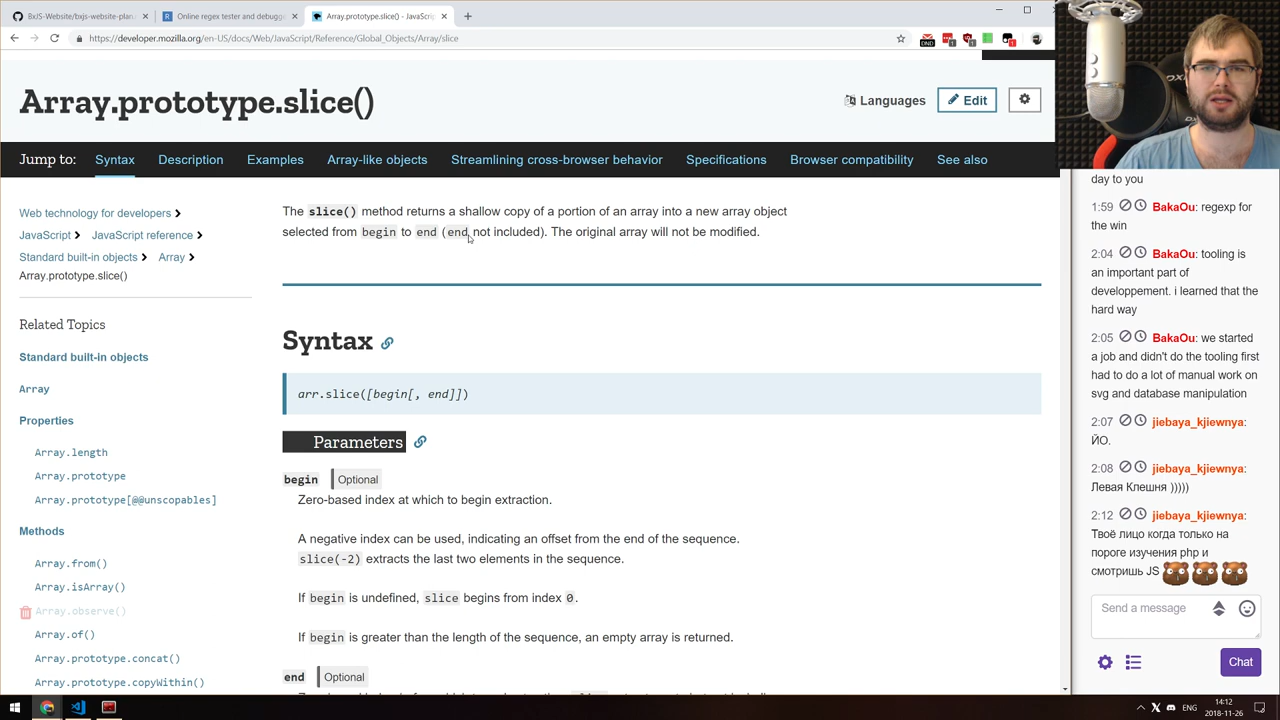 BxJS-Website/bxjs-website-plan
Online regex tester and debugge
Array.prototype.slice() - JavaScri
https://developer.mozilla.org/en-US/docs/Web/JavaScript/Reference/Global_Objects/Array/slice
Array.prototype.slice()
Languages
Edit
Jump to:
Syntax
Description
Examples
Array-like objects
Streamlining cross-browser behavior
Specifications
Browser compatibility
See also
Web technology for developers
JavaScript
JavaScript reference
Standard built-in objects
Array
Array.prototype.slice()
Related Topics
Standard built-in objects
Array
Properties
Array.length
Array.prototype
Array.prototype[@@unscopables]
Methods
Array.from()
Array.isArray()
Array.observe()
Array.of()
Array.prototype.concat()
Array.prototype.copyWithin()
The slice() method returns a shallow copy of a portion of an array into a new array object
selected from begin to end (end not included). The original array will not be modified.
Syntax
arr.slice([begin[, end]])
Parameters
begin
Optional
Zero-based index at which to begin extraction.
A negative index can be used, indicating an offset from the end of the sequence.
slice(-2) extracts the last two elements in the sequence.
If begin is undefined, slice begins from index 0.
If begin is greater than the length of the sequence, an empty array is returned.
end
Optional
day to you
1:59 BakaOu: regexp for
the win
2:04 BakaOu: tooling is
an important part of
developpement. i learned that the
hard way
2:05 BakaOu: we started
a job and didn't do the tooling first
had to do a lot of manual work on
svg and database manipulation
2:07 jiebaya_kjiewnya:
ЙО.
2:08 jiebaya_kjiewnya:
Левая Клешня )))))
2:12 jiebaya_kjiewnya:
Твоё лицо когда только на
пороге изучения php и
смотришь JS
Send a message
Chat
ENG
14:12
2018-11-26